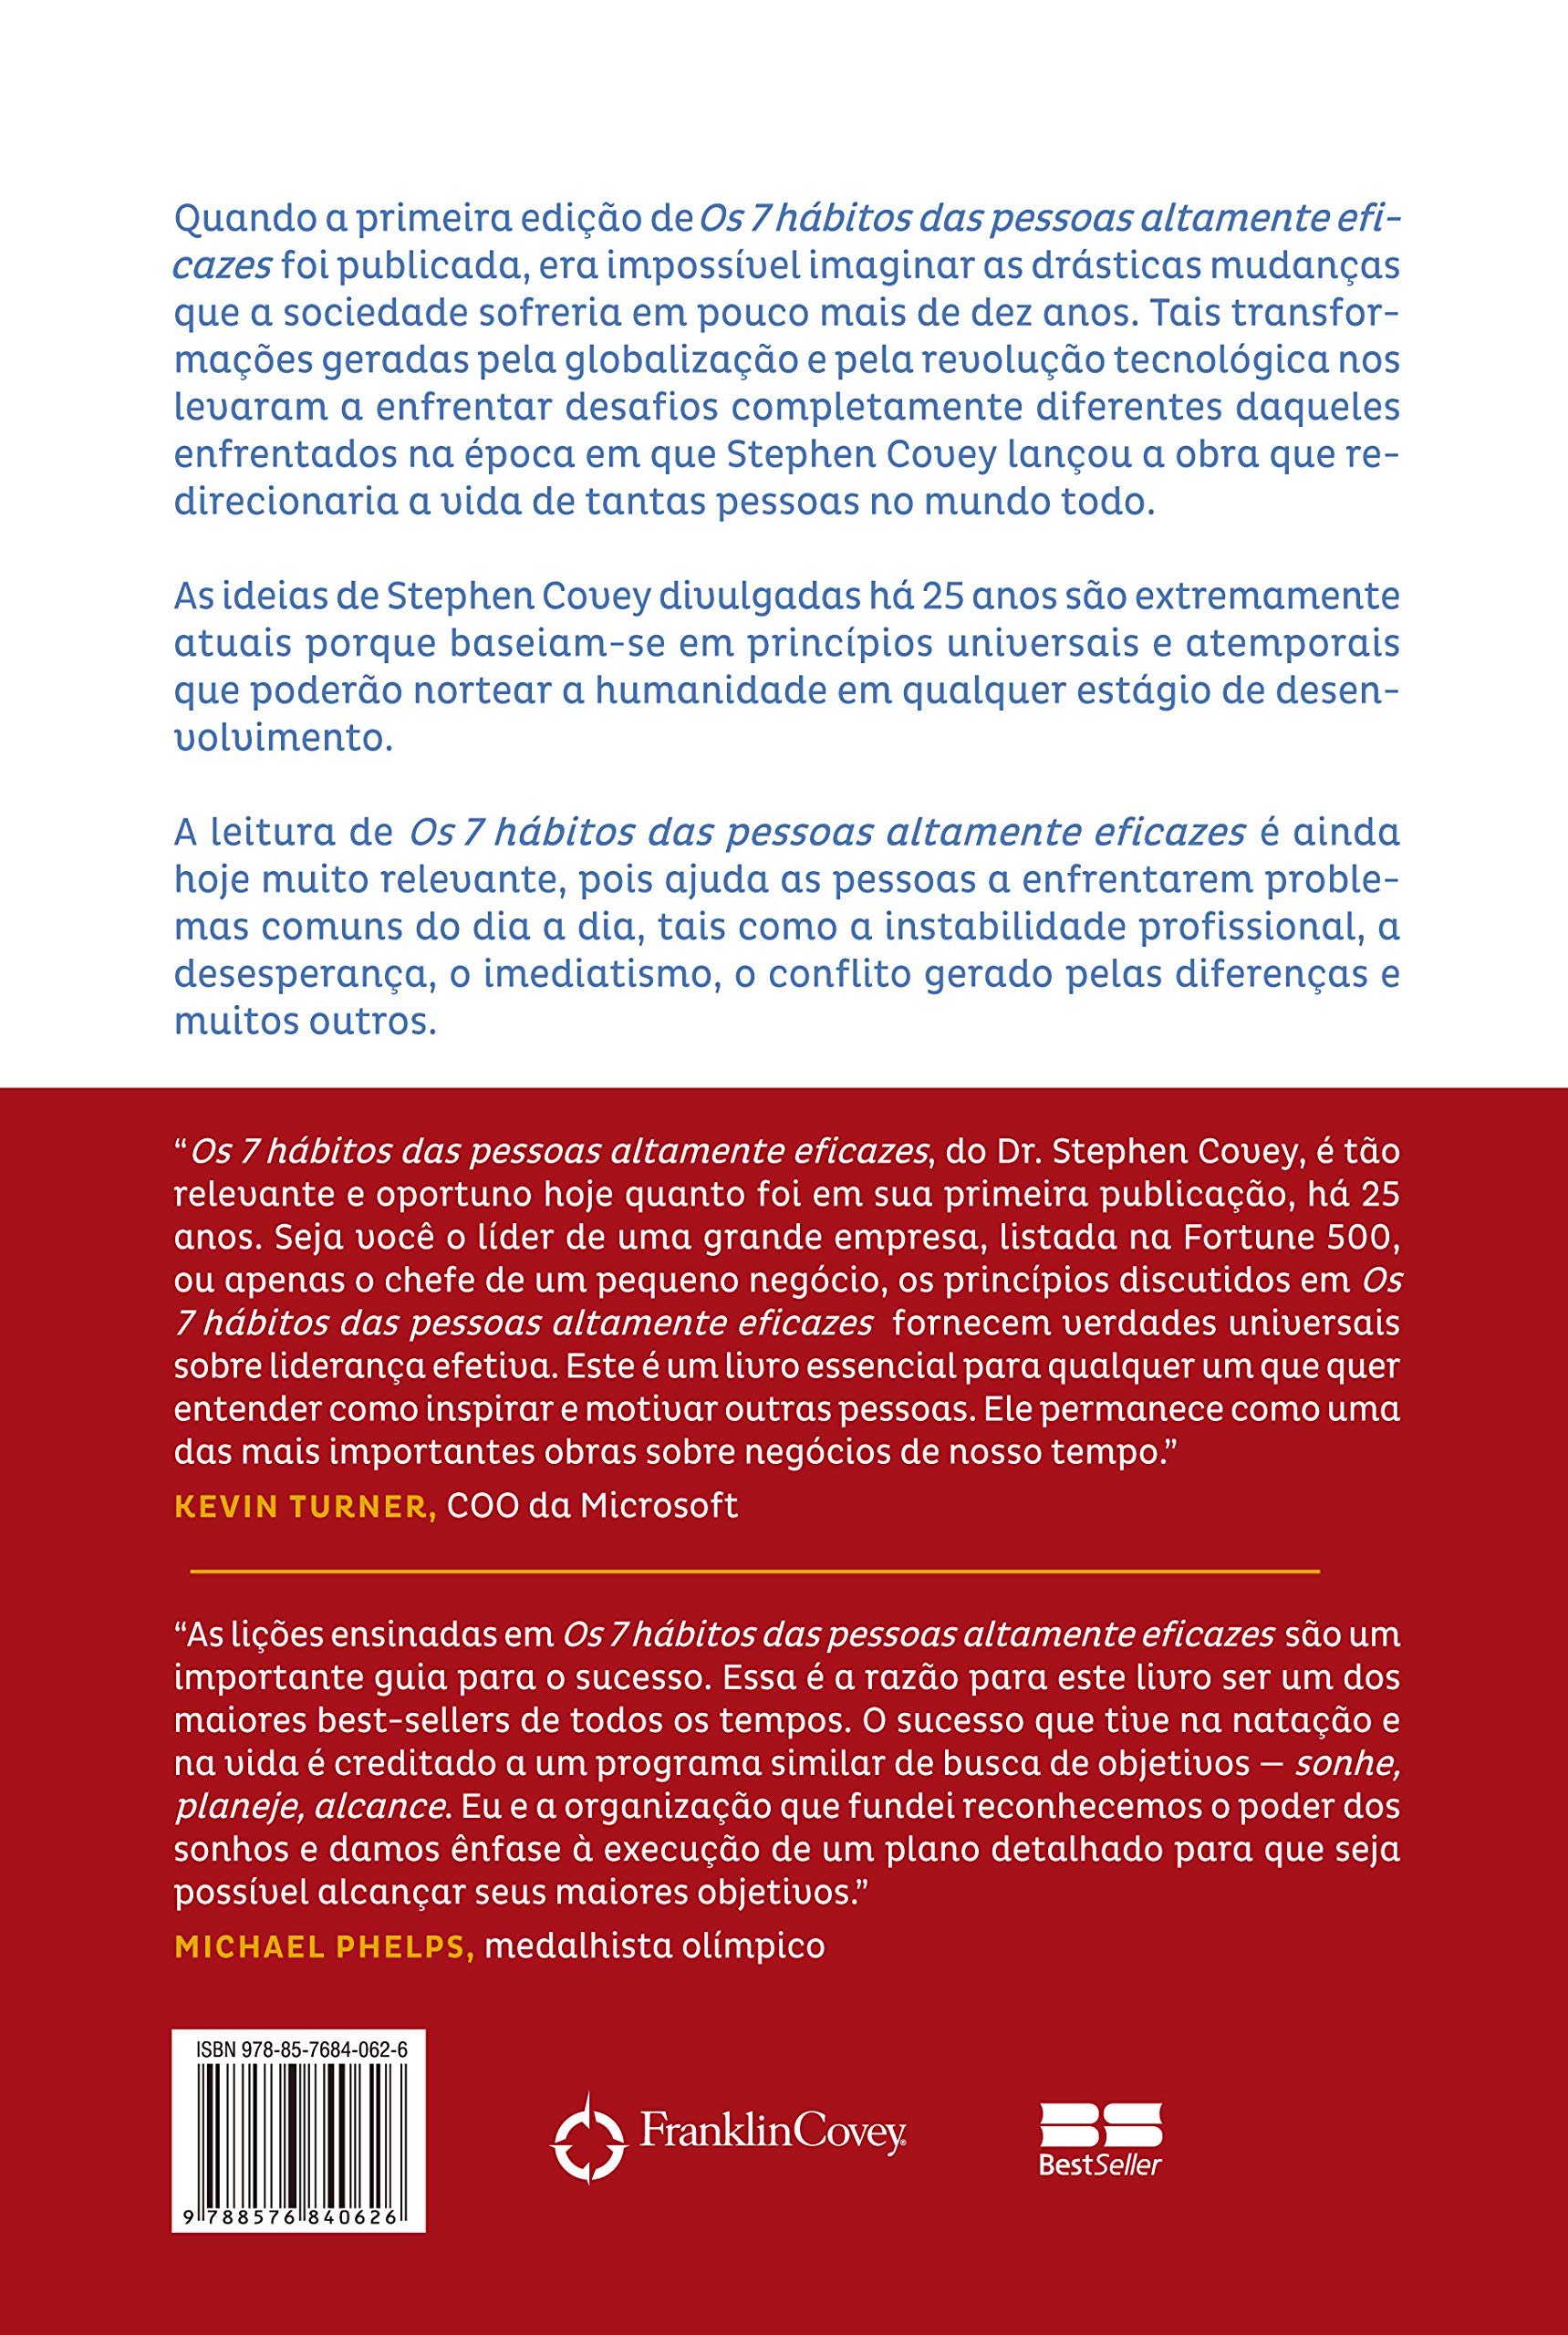 Quando a primeira edição de Os 7 hábitos das pessoas altamente efi-
cazes foi publicada, era impossível imaginar as drásticas mudanças
que a sociedade sofreria em pouco mais de dez anos. Tais transfor-
mações geradas pela globalização e pela revolução tecnológica nos
levaram a enfrentar desafios completamente diferentes daqueles
enfrentados na época em que Stephen Covey lançou a obra que re-
direcionaria a vida de tantas pessoas no mundo todo.
As ideias de Stephen Covey divulgadas há 25 anos são extremamente
atuais porque baseiam-se em princípios universais e atemporais
que poderão nortear a humanidade em qualquer estágio de desen-
volvimento.
A leitura de Os 7 hábitos das pessoas altamente eficazes é ainda
hoje muito relevante, pois ajuda as pessoas a enfrentarem proble-
mas comuns do dia a dia, tais como a instabilidade profissional, a
desesperança, o imediatismo, o conflito gerado pelas diferenças e
muitos outros.
“Os 7 hábitos das pessoas altamente eficazes, do Dr. Stephen Covey, é tão
relevante e oportuno hoje quanto foi em sua primeira publicação, há 25
anos. Seja você o líder de uma grande empresa, listada na Fortune 500,
ou apenas o chefe de um pequeno negócio, os princípios discutidos em Os
7 hábitos das pessoas altamente eficazes fornecem verdades universais
sobre liderança efetiva. Este é um livro essencial para qualquer um que quer
entender como inspirar e motivar outras pessoas. Ele permanece como uma
das mais importantes obras sobre negócios de nosso tempo.”
KEVIN TURNER, COO da Microsoft
“As lições ensinadas em Os 7 hábitos das pessoas altamente eficazes são um
importante guia para o sucesso. Essa é a razão para este livro ser um dos
maiores best-sellers de todos os tempos. O sucesso que tive na natação e
na vida é creditado a um programa similar de busca de objetivos — sonhe,
planeje, alcance. Eu e a organização que fundei reconhecemos o poder dos
sonhos e damos ênfase à execução de um plano detalhado para que seja
possível alcançar seus maiores objetivos.”
MICHAEL PHELPS, medalhista olímpico
ISBN 978-85-7684-062-6
9 788576 840626
FranklinCovey®
BestSeller